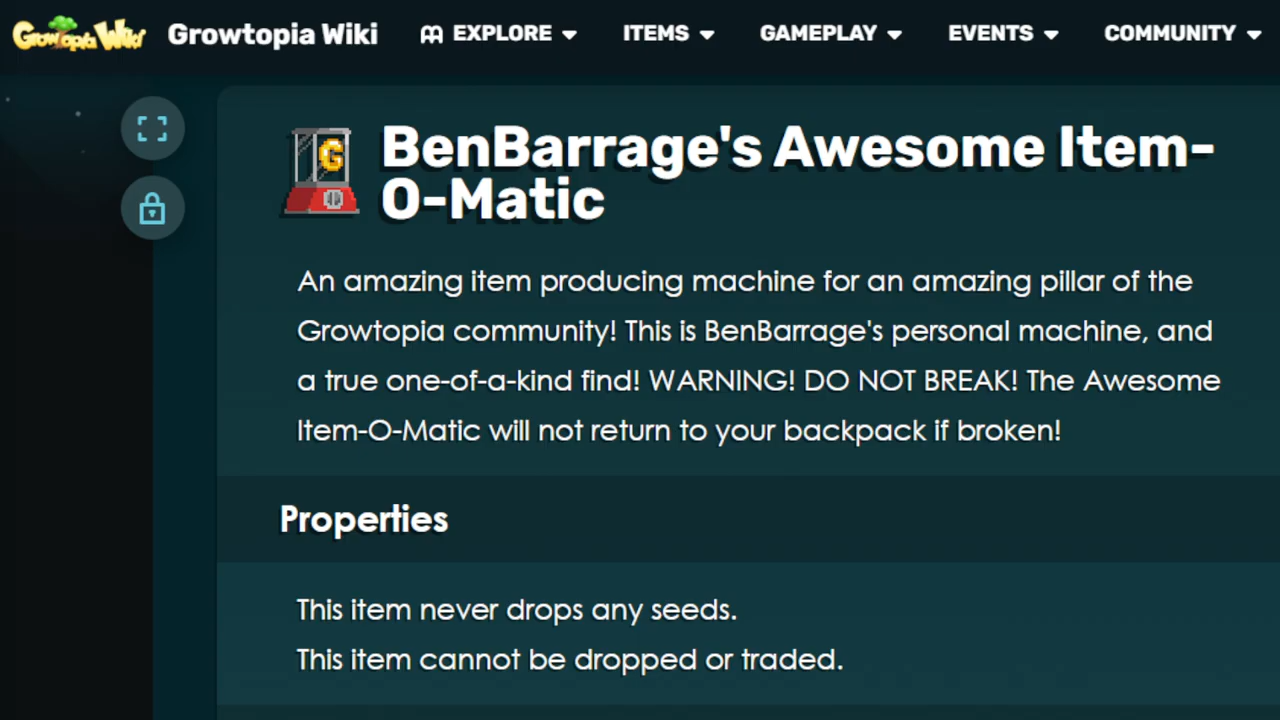 Growtopia Wiki Growtopia Wiki EXPLORE ITEMS GAMEPLAY EVENTS COMMUNITY
G
BenBarrage's Awesome Item-
O-Matic
An amazing item producing machine for an amazing pillar of the
Growtopia community! This is BenBarrage's personal machine, and
a true one-of-a-kind find! WARNING! DO NOT BREAK! The Awesome
Item-O-Matic will not return to your backpack if broken!
Properties
This item never drops any seeds.
This item cannot be dropped or traded.